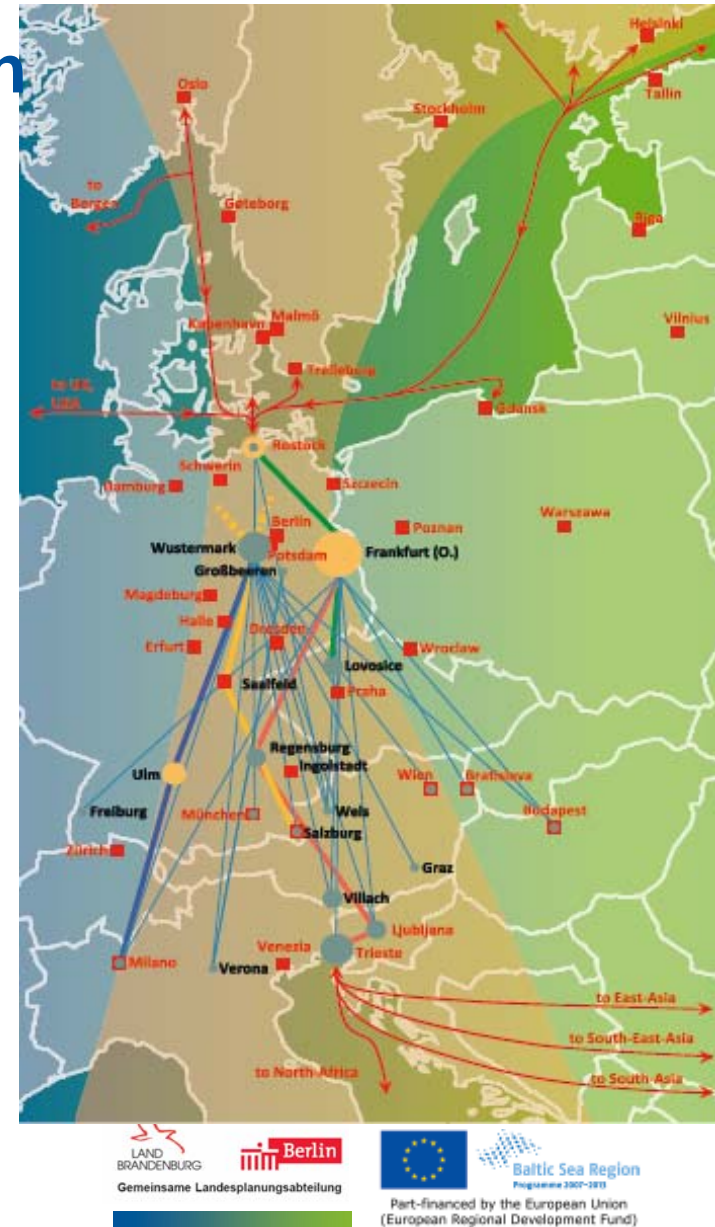 n
Helsinki
Oslo
Tallin
Stockholm
to
Bergen
Gøteborg
Riga
Malmö
København
Vilnius
Trelleborg
to UK,
USA
Gdansk
Rostock
Schwerin
Hamburg
Szczecin
Berlin
Poznan
Warszawa
Wustermark
Potsdam
Frankfurt (O.)
Großbeeren
Magdeburg
Halle
Dresden
Erfurt
Wroclaw
Lovosice
Saalfeld
Praha
Regensburg
Ingolstadt
Ulm
Wien
Bratislava
Freiburg
München
Wels
Budapest
Salzburg
Zürich
Graz
Villach
Ljubljana
Venezia
Trieste
Milano
Verona
to East-Asia
to South-East-Asia
to North-Africa
to South-Asia
LAND
BRANDENBURG
Berlin
Gemeinsame Landesplanungsabteilung
Baltic Sea Region
Programme 2007-2013
Part-financed by the European Union
(European Regional Development Fund)